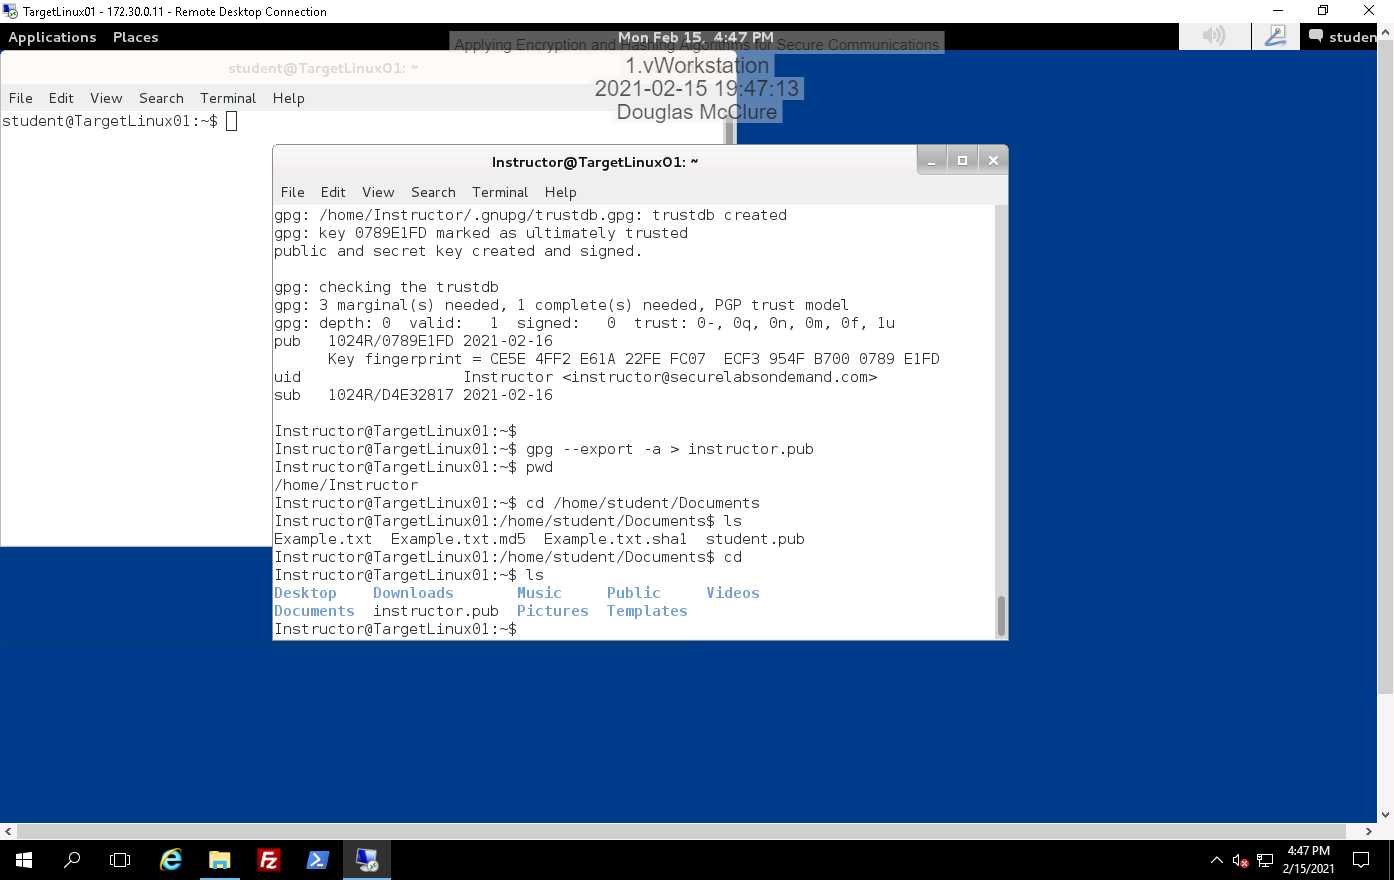 TargetLinux01 - 172.30.0.11 - Remote Desktop Connection
Applications Places Mon Feb 15, 4:47 PM studen
Applying Encryption and Hashing Algorithms for Secure Communications
1.vWorkstation
2021-02-15 19:47:13
Douglas McClure
student@TargetLinux01: ~
File Edit View Search Terminal Help
student@TargetLinux01:~$
Instructor@TargetLinux01: ~
File Edit View Search Terminal Help
gpg: /home/Instructor/.gnupg/trustdb.gpg: trustdb created
gpg: key 0789E1FD marked as ultimately trusted
public and secret key created and signed.
gpg: checking the trustdb
gpg: 3 marginal(s) needed, 1 complete(s) needed, PGP trust model
gpg: depth: 0  valid:   1  signed:   0  trust: 0-, 0q, 0n, 0m, 0f, 1u
pub   1024R/0789E1FD 2021-02-16
      Key fingerprint = CE5E 4FF2 E61A 22FE FC07  ECF3 954F B700 0789 E1FD
uid                  Instructor <instructor@securelabsondemand.com>
sub   1024R/D4E32817 2021-02-16
Instructor@TargetLinux01:~$
Instructor@TargetLinux01:~$ gpg --export -a > instructor.pub
Instructor@TargetLinux01:~$ pwd
/home/Instructor
Instructor@TargetLinux01:~$ cd /home/student/Documents
Instructor@TargetLinux01:/home/student/Documents$ ls
Example.txt  Example.txt.md5  Example.txt.sha1  student.pub
Instructor@TargetLinux01:/home/student/Documents$ cd
Instructor@TargetLinux01:~$ ls
Desktop    Downloads       Music     Public     Videos
Documents  instructor.pub  Pictures  Templates
Instructor@TargetLinux01:~$
4:47 PM
2/15/2021